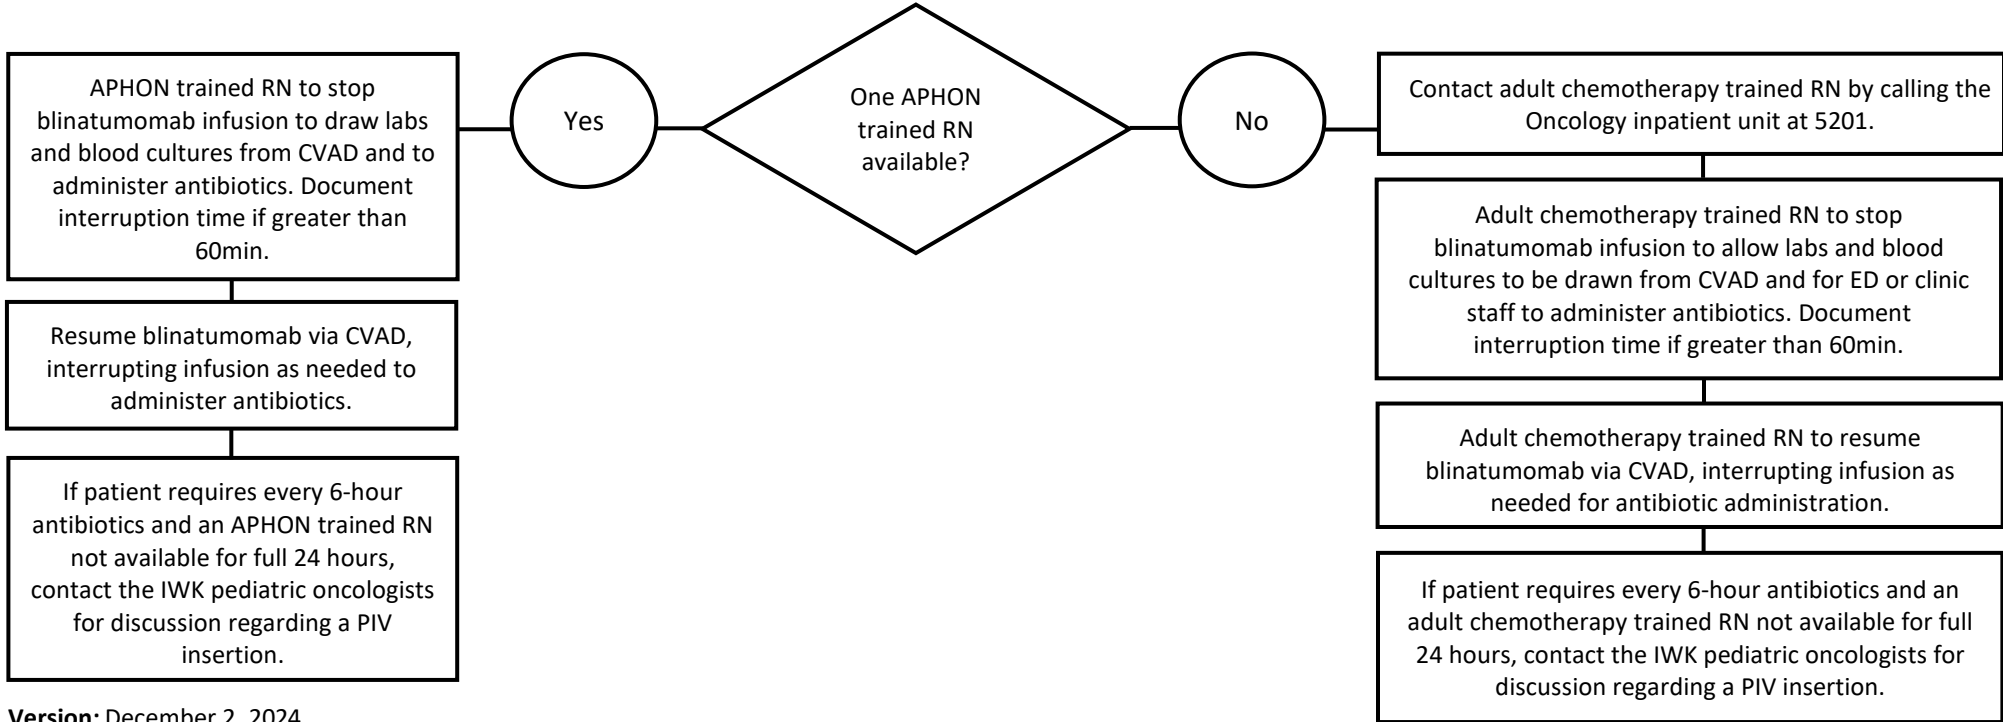 APHON trained RN to stop
blinatumomab infusion to draw labs
and blood cultures from CVAD and to
administer antibiotics. Document
interruption time if greater than
60min.
Resume blinatumomab via CVAD,
interrupting infusion as needed to
administer antibiotics.
If patient requires every 6-hour
antibiotics and an APHON trained RN
not available for full 24 hours,
contact the IWK pediatric oncologists
for discussion regarding a PIV
insertion.
Yes
One APHON
trained RN
available?
No
Contact adult chemotherapy trained RN by calling the
Oncology inpatient unit at 5201.
Adult chemotherapy trained RN to stop
blinatumomab infusion to allow labs and blood
cultures to be drawn from CVAD and for ED or clinic
staff to administer antibiotics. Document
interruption time if greater than 60min.
Adult chemotherapy trained RN to resume
blinatumomab via CVAD, interrupting infusion as
needed for antibiotic administration.
If patient requires every 6-hour antibiotics and an
adult chemotherapy trained RN not available for full
24 hours, contact the IWK pediatric oncologists for
discussion regarding a PIV insertion.
Version: December 2, 2024